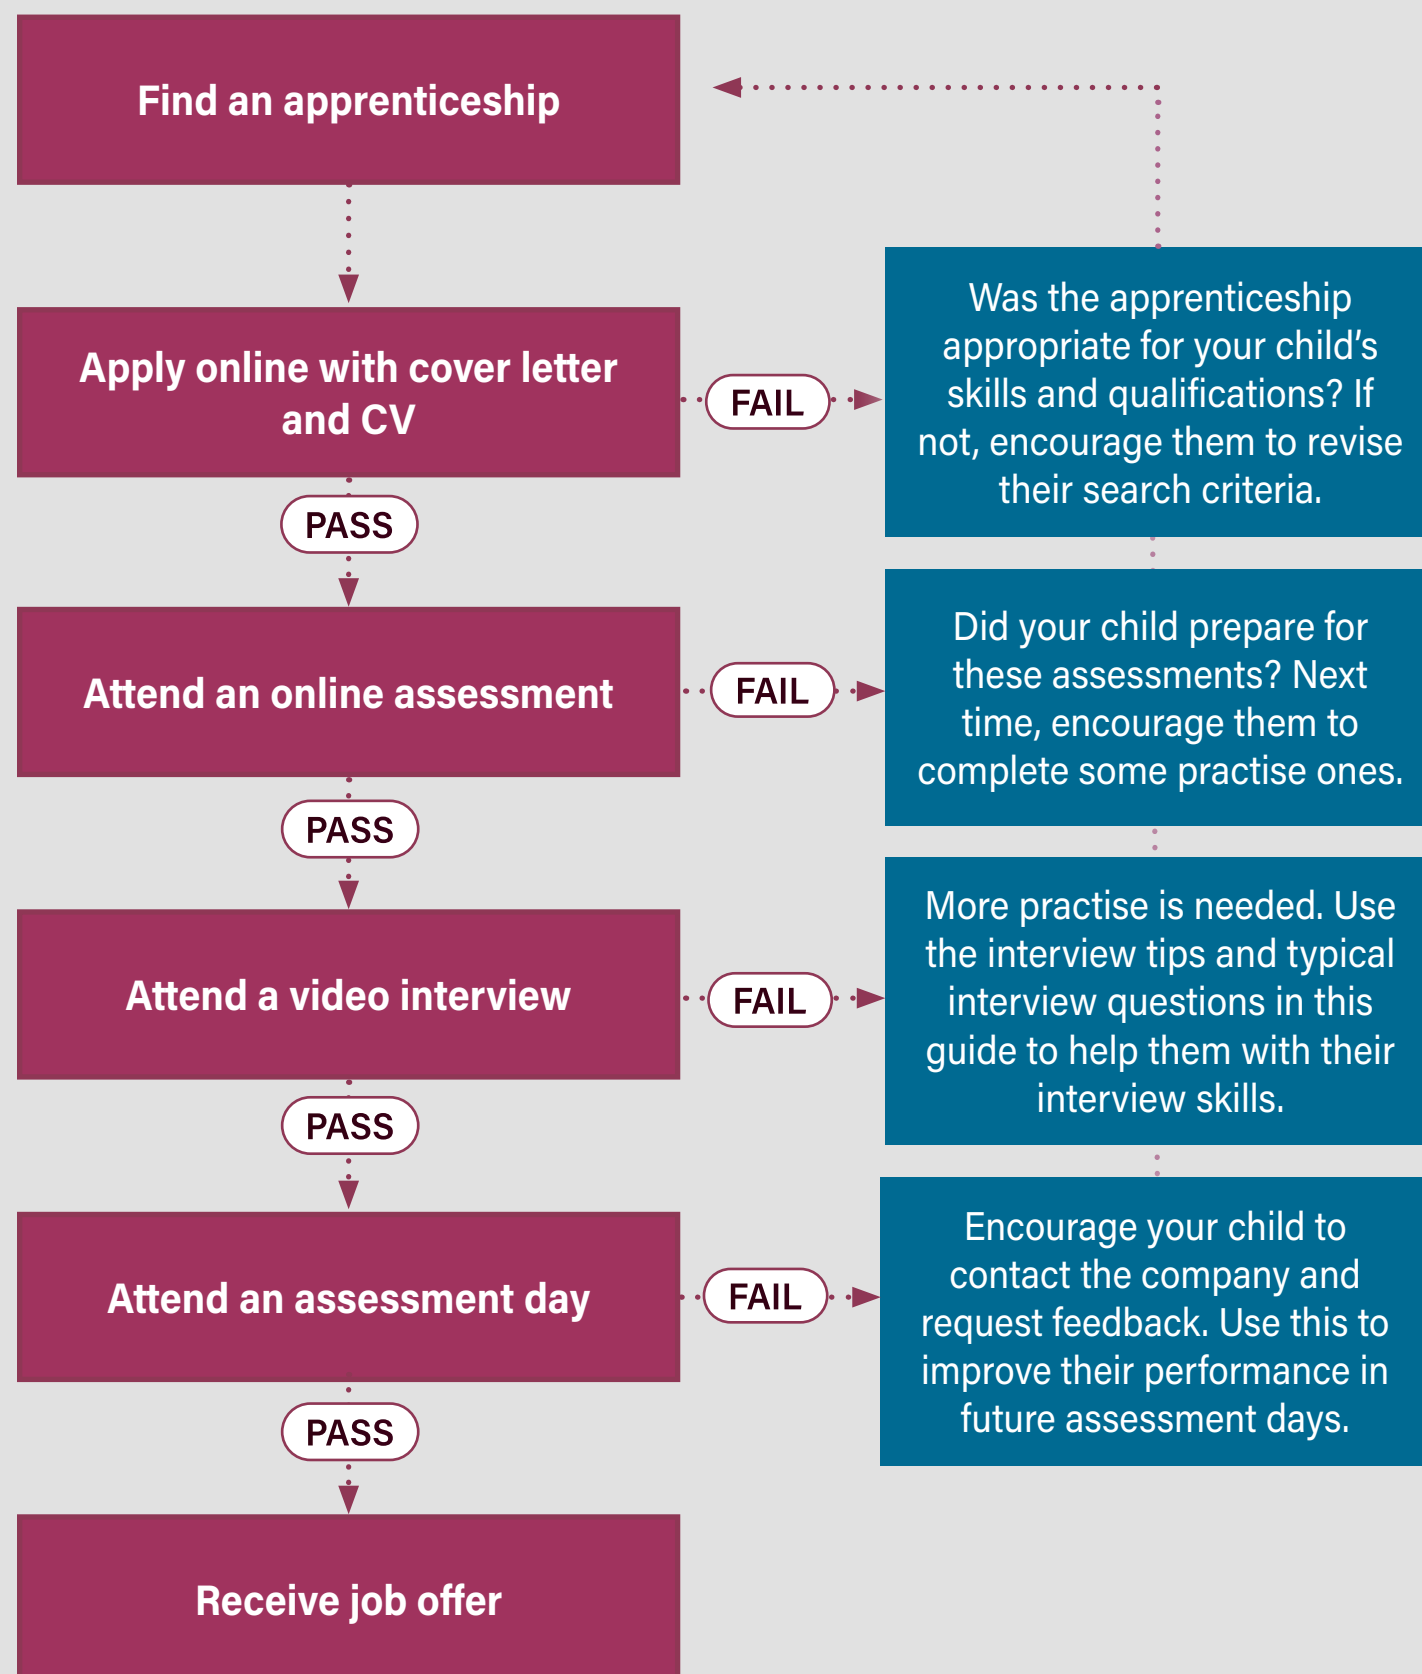 Find an apprenticeship
Apply online with cover letter
and CV
FAIL
Was the apprenticeship
appropriate for your child's
skills and qualifications? If
not, encourage them to revise
their search criteria.
PASS
Attend an online assessment
FAIL
Did your child prepare for
these assessments? Next
time, encourage them to
complete some practise ones.
PASS
Attend a video interview
FAIL
More practise is needed. Use
the interview tips and typical
interview questions in this
guide to help them with their
interview skills.
PASS
Attend an assessment day
FAIL
Encourage your child to
contact the company and
request feedback. Use this to
improve their performance in
future assessment days.
PASS
Receive job offer